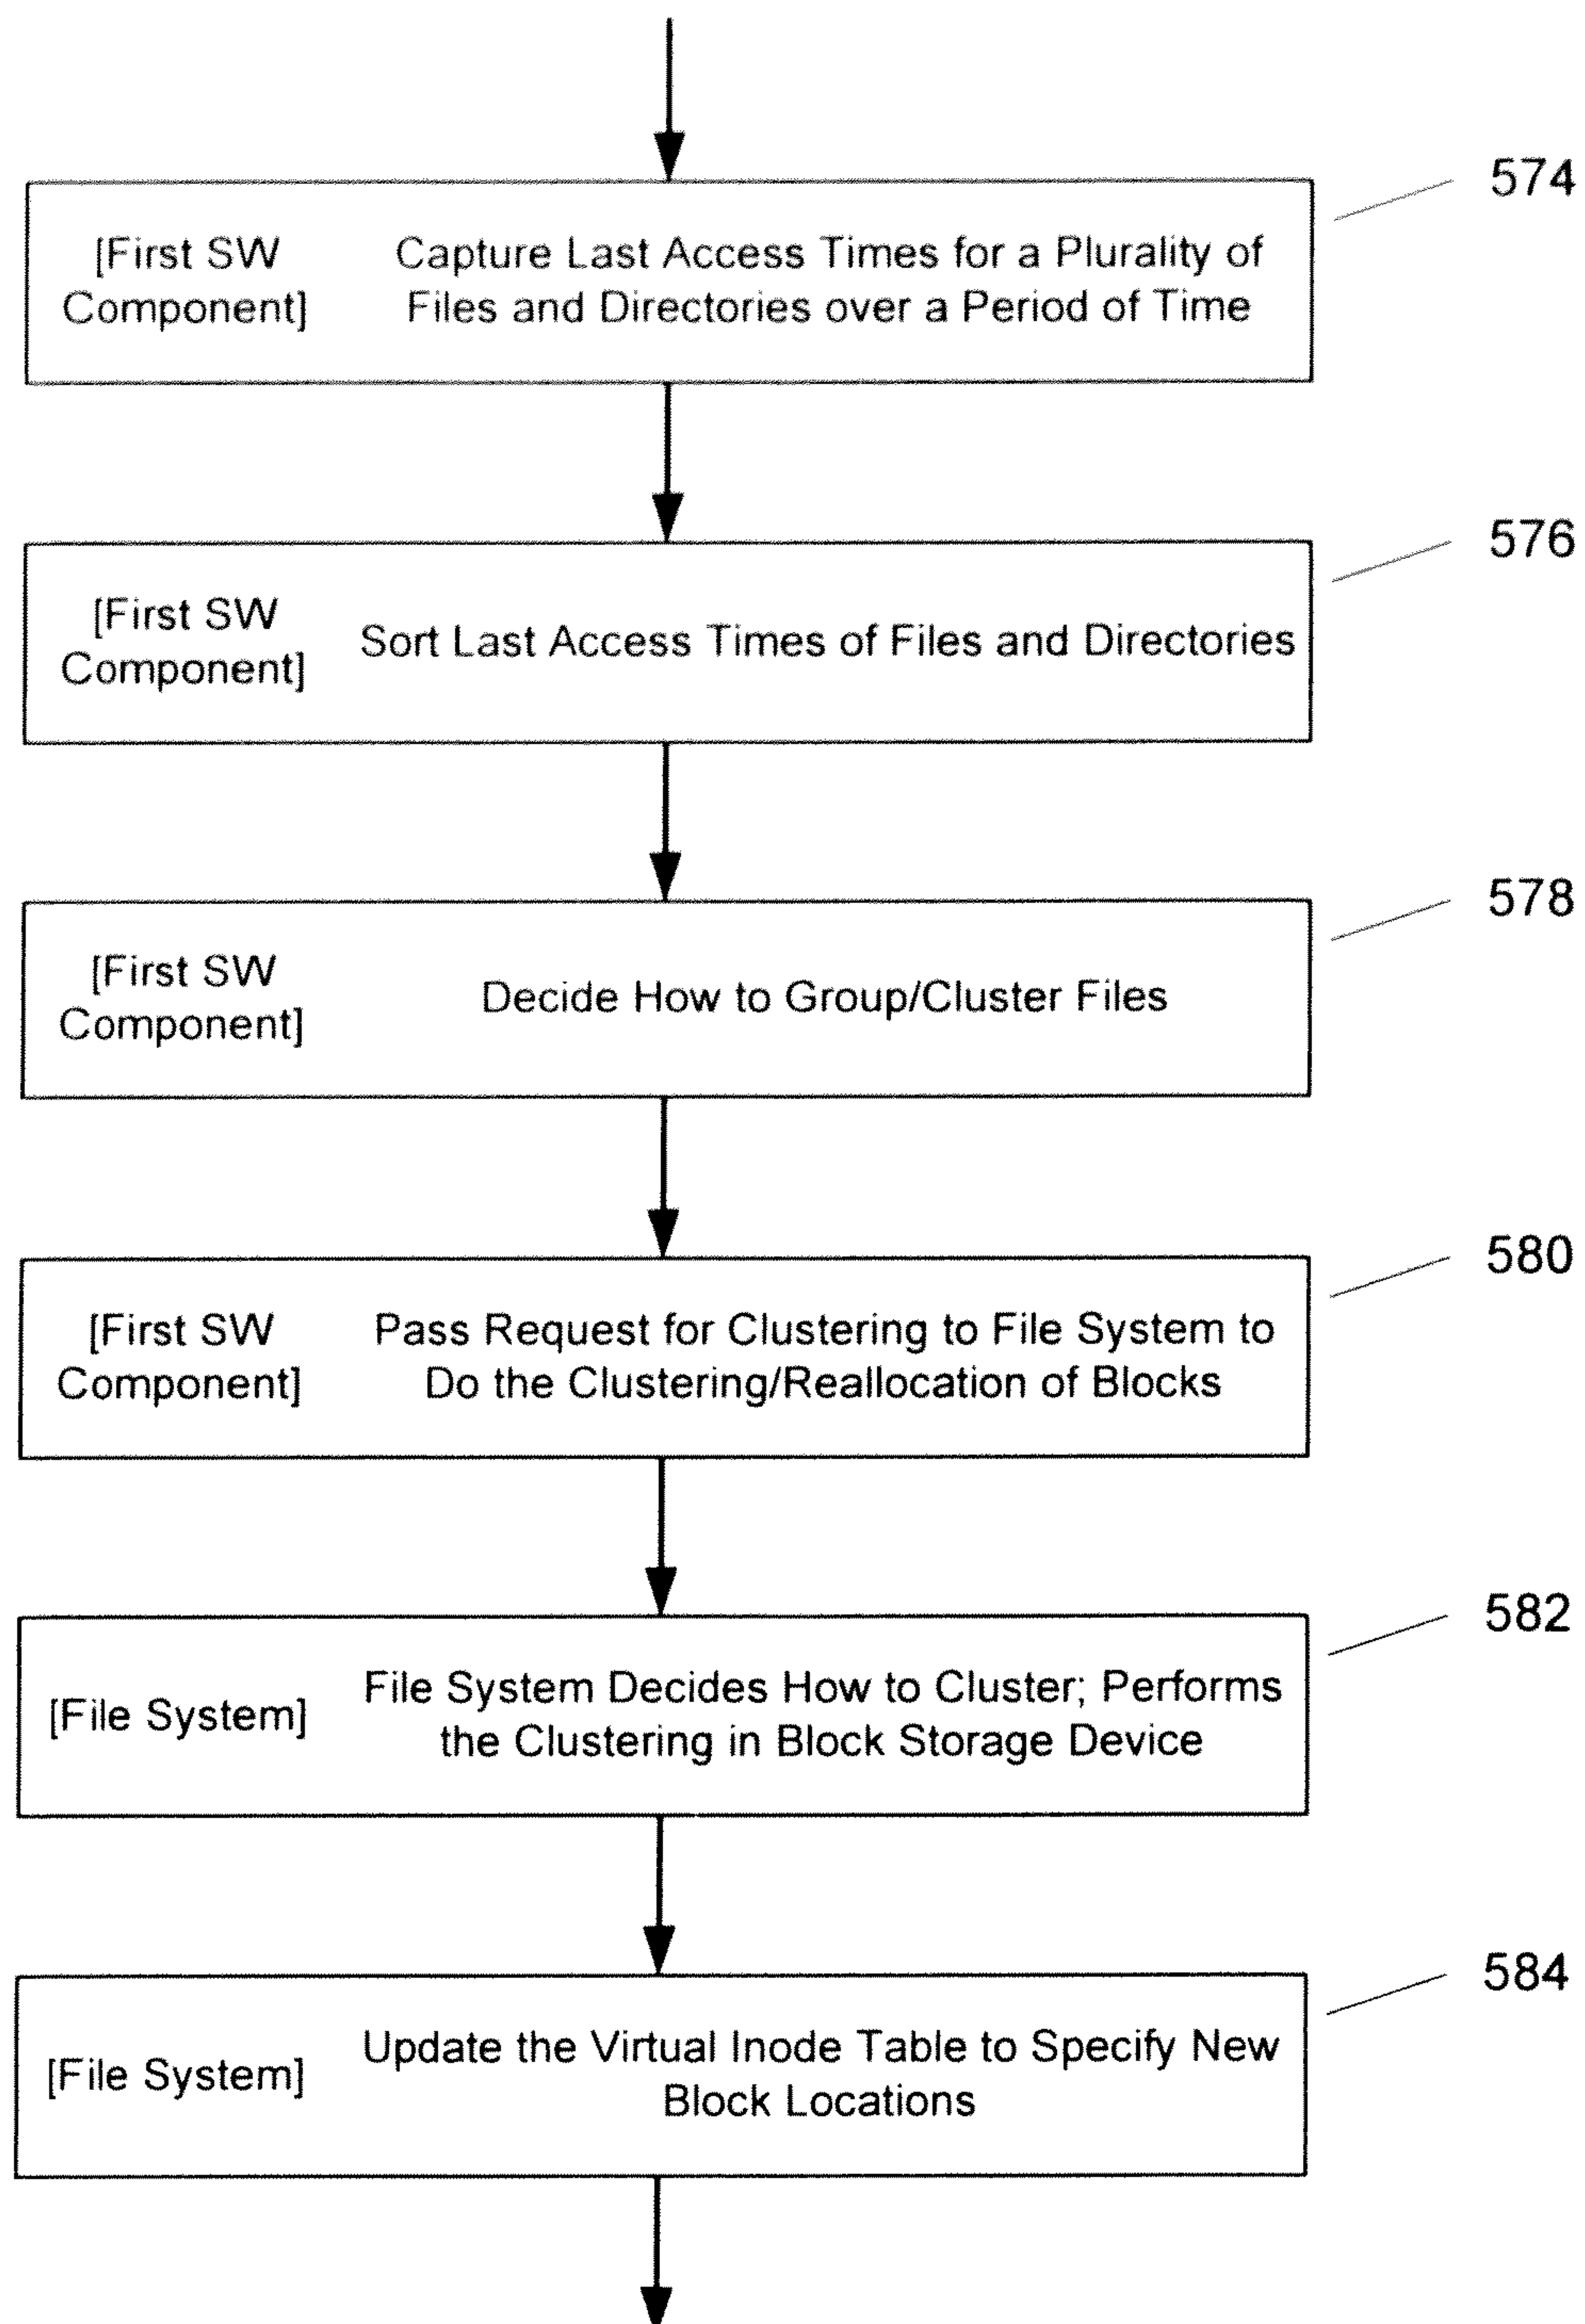 574
[First SW
Component]
Capture Last Access Times for a Plurality of
Files and Directories over a Period of Time
576
[First SW
Component]
Sort Last Access Times of Files and Directories
578
[First SW
Component]
Decide How to Group/Cluster Files
580
[First SW
Component]
Pass Request for Clustering to File System to
Do the Clustering/Reallocation of Blocks
582
[File System]
File System Decides How to Cluster; Performs
the Clustering in Block Storage Device
584
[File System]
Update the Virtual Inode Table to Specify New
Block Locations